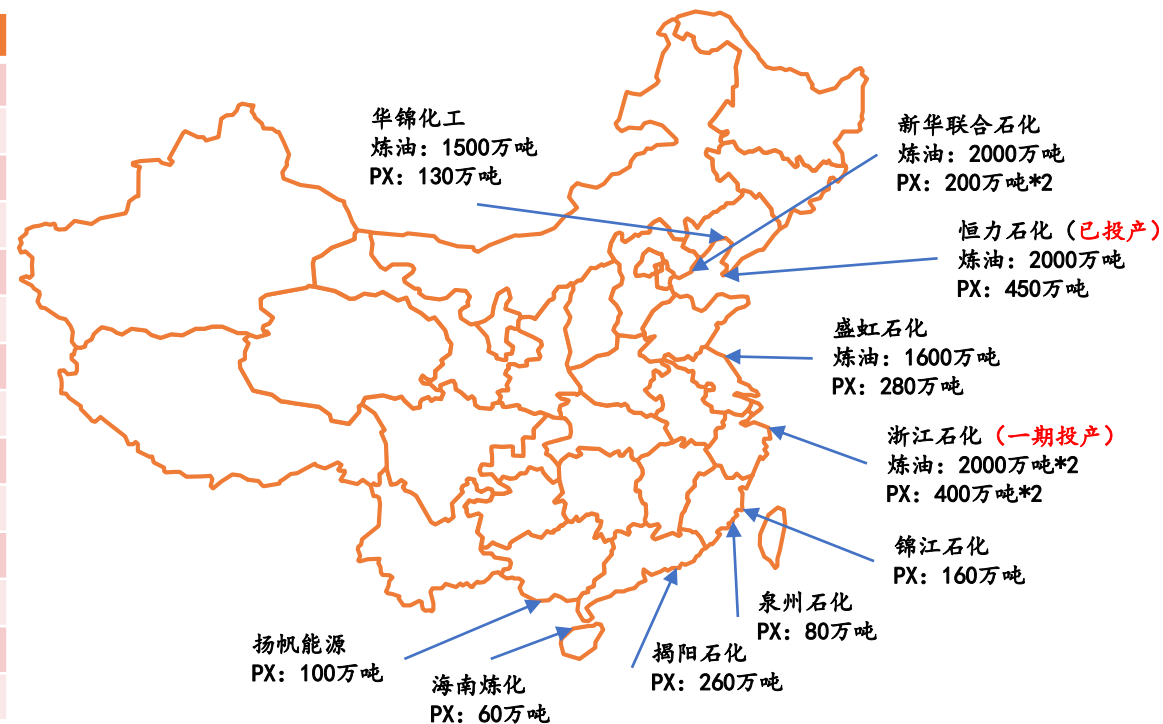 华锦化工
炼油：1500万吨
PX：130万吨
新华联合石化
炼油：2000万吨
PX：200万吨*2
恒力石化（已投产）
炼油：2000万吨
PX：450万吨
盛虹石化
炼油：1600万吨
PX：280万吨
浙江石化（一期投产）
炼油：2000万吨*2
PX：400万吨*2
锦江石化
PX：160万吨
泉州石化
PX：80万吨
揭阳石化
PX：260万吨
海南炼化
PX：60万吨
扬帆能源
PX：100万吨